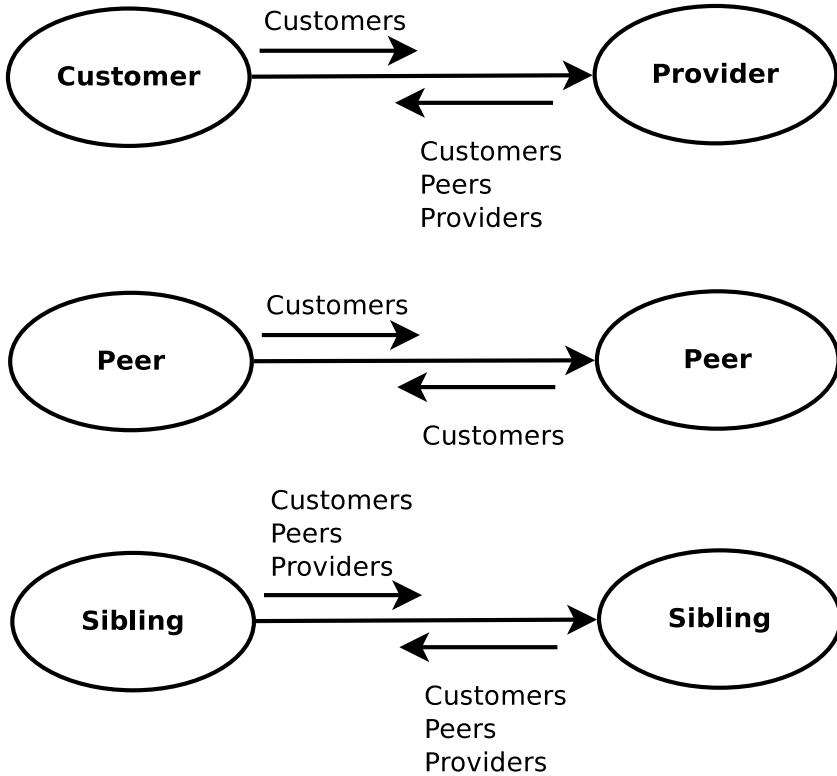 Customers
Customer
Provider
Customers
Peers
Providers
Customers
Peer
Peer
Customers
Customers
Peers
Providers
Sibling
Sibling
Customers
Peers
Providers